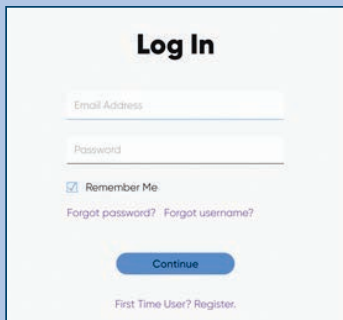 Log In
Email Address
Password
Remember Me
Forgot password? Forgot username?
Continue
First Time User? Register.